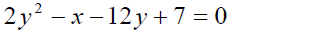 2y² − x − 12y + 7 = 0